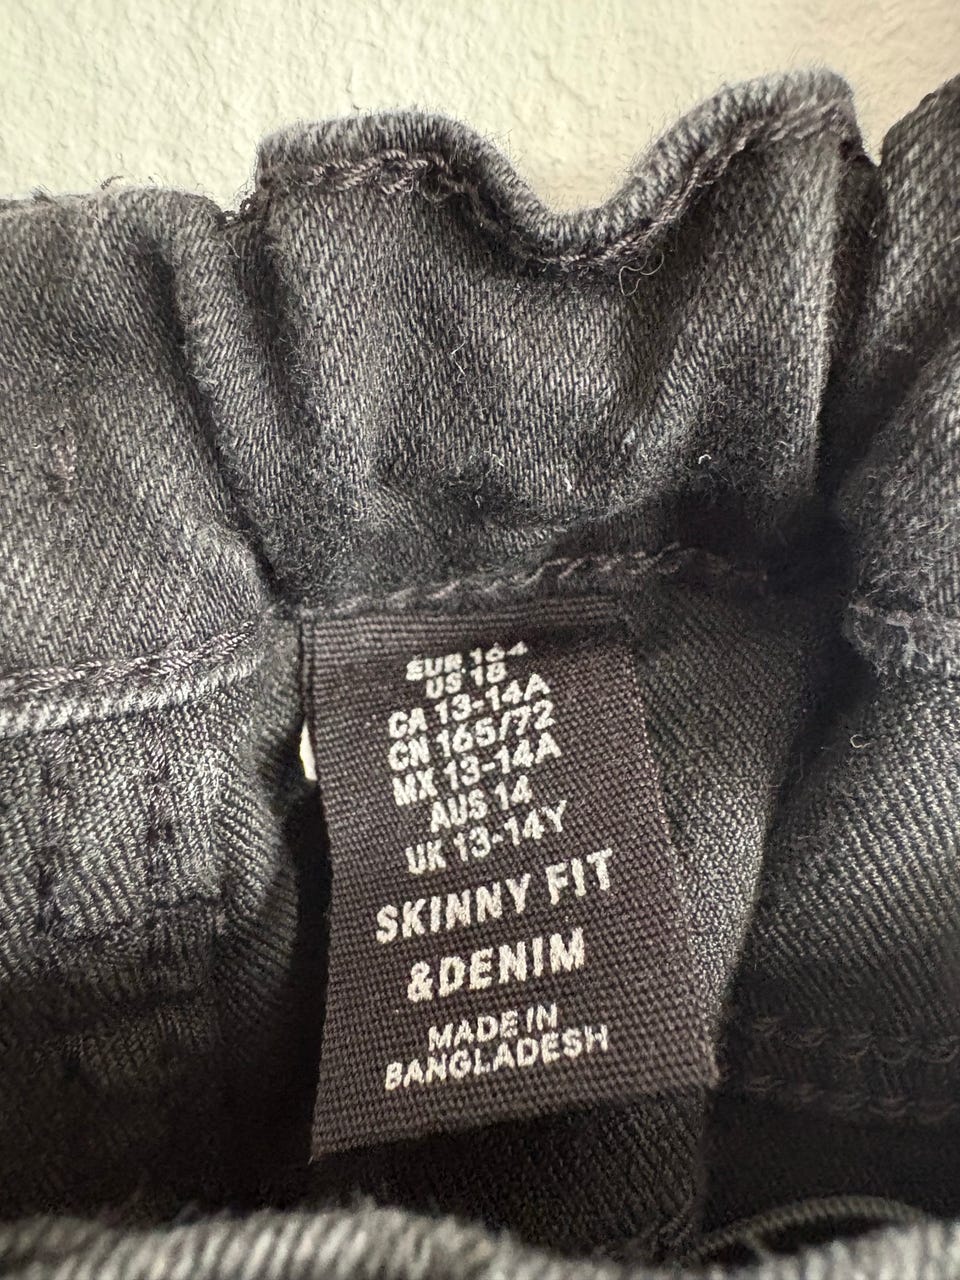 EUR 164
US 18
CA 13-14A
CN 165/72
MX 13-14A
AUS 14
UK 13-14Y
SKINNY FIT
&DENIM
MADE IN
BANGLADESH